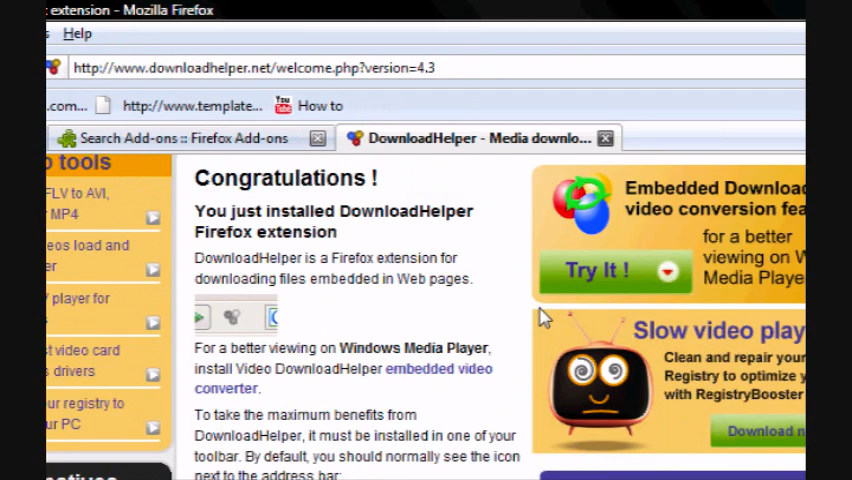 extension - Mozilla Firefox
Help
http://www.downloadhelper.net/welcome.php?version=4.3
.com...
http://www.template...
You Tube How to
Search Add-ons :: Firefox Add-ons
DownloadHelper - Media downlo...
tools
FLV to AVI,
MP4
load and
player for
video card
drivers
registry to
PC
Congratulations !
You just installed DownloadHelper
Firefox extension
DownloadHelper is a Firefox extension for
downloading files embedded in Web pages.
For a better viewing on Windows Media Player,
install Video DownloadHelper embedded video
converter.
To take the maximum benefits from
DownloadHelper, it must be installed in one of your
toolbar. By default, you should normally see the icon
next to the address bar:
Embedded Downloa
video conversion fea
for a better
viewing on W
Media Playe
Try It !
Slow video play
Clean and repair your
Registry to optimize y
with RegistryBooster
Download n